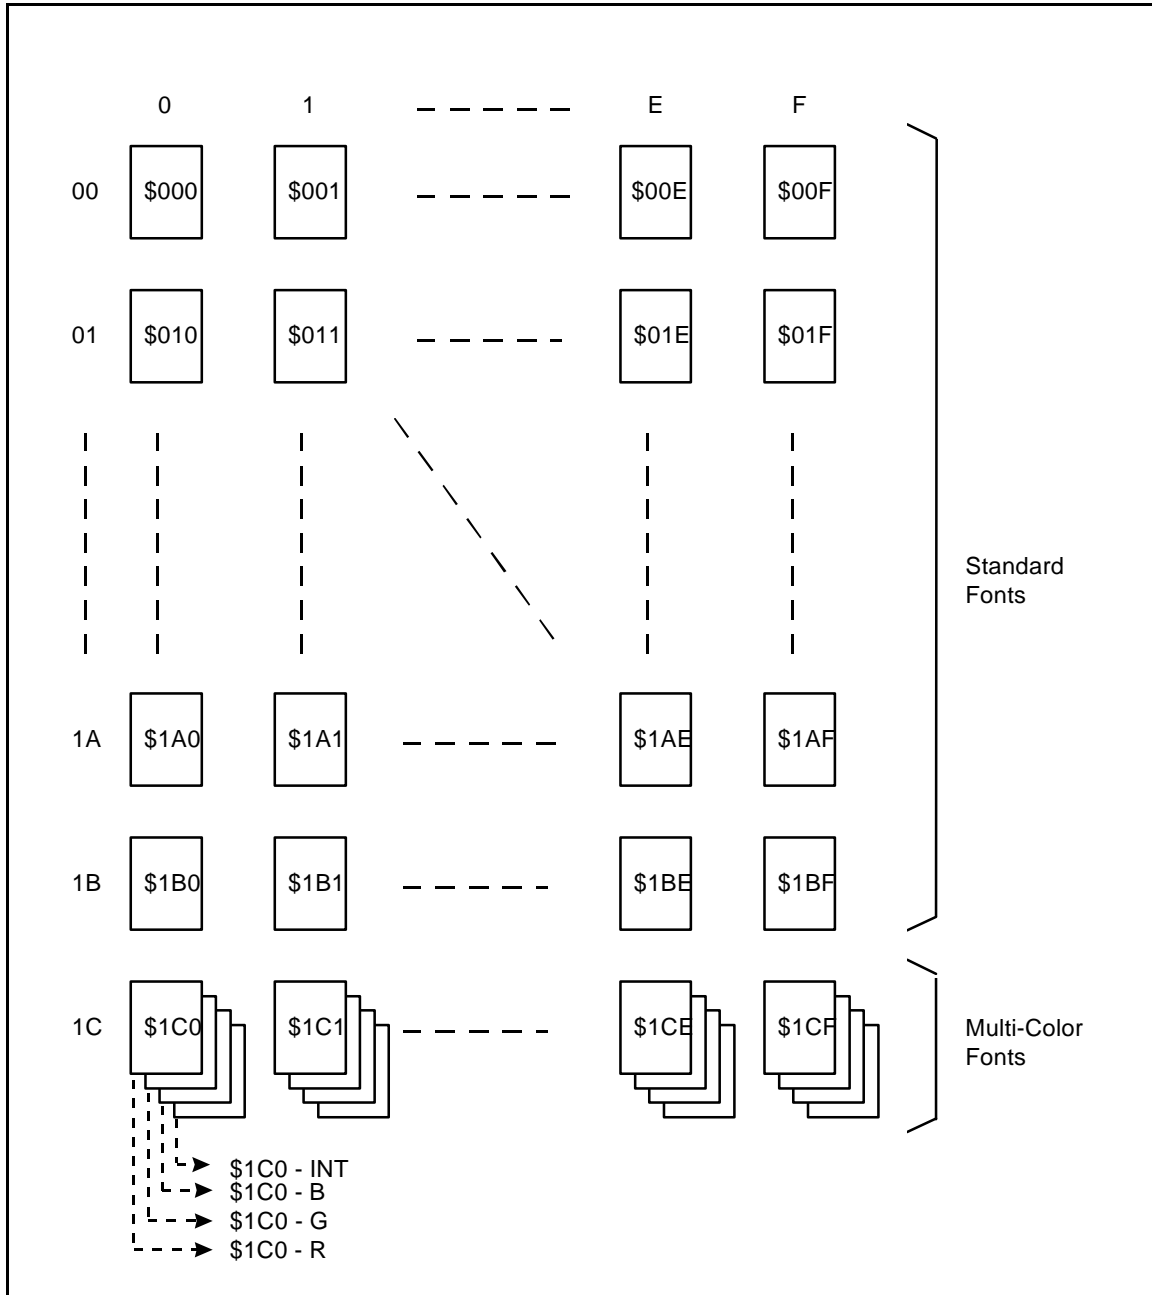 0 1 E F
00 $000 $001 $00E $00F
01 $010 $011 $01E $01F
Standard
Fonts
1A $1A0 $1A1 $1AE $1AF
1B $1B0 $1B1 $1BE $1BF
1C $1C0 $1C1 $1CE $1CF
Multi-Color
Fonts
$1C0 - INT
$1C0 - B
$1C0 - G
$1C0 - R